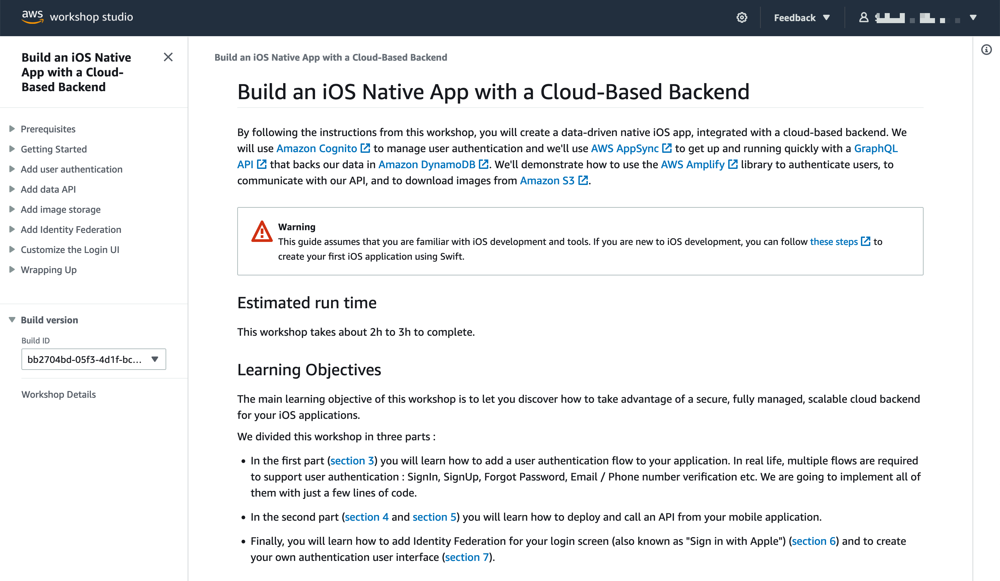 aws workshop studio
Feedback
Build an iOS Native
App with a Cloud-
Based Backend
Prerequisites
Getting Started
Add user authentication
Add data API
Add image storage
Add Identity Federation
Customize the Login UI
Wrapping Up
Build version
Build ID
bb2704bd-05f3-4d1f-bc...
Workshop Details
Build an iOS Native App with a Cloud-Based Backend
Build an iOS Native App with a Cloud-Based Backend
By following the instructions from this workshop, you will create a data-driven native iOS app, integrated with a cloud-based backend. We
will use Amazon Cognito to manage user authentication and we'll use AWS AppSync to get up and running quickly with a GraphQL
API that backs our data in Amazon DynamoDB. We'll demonstrate how to use the AWS Amplify library to authenticate users, to
communicate with our API, and to download images from Amazon S3.
Warning
This guide assumes that you are familiar with iOS development and tools. If you are new to iOS development, you can follow these steps to
create your first iOS application using Swift.
Estimated run time
This workshop takes about 2h to 3h to complete.
Learning Objectives
The main learning objective of this workshop is to let you discover how to take advantage of a secure, fully managed, scalable cloud backend
for your iOS applications.
We divided this workshop in three parts :
• In the first part (section 3) you will learn how to add a user authentication flow to your application. In real life, multiple flows are required
to support user authentication : SignIn, SignUp, Forgot Password, Email / Phone number verification etc. We are going to implement all of
them with just a few lines of code.
• In the second part (section 4 and section 5) you will learn how to deploy and call an API from your mobile application.
• Finally, you will learn how to add Identity Federation for your login screen (also known as "Sign in with Apple") (section 6) and to create
your own authentication user interface (section 7).